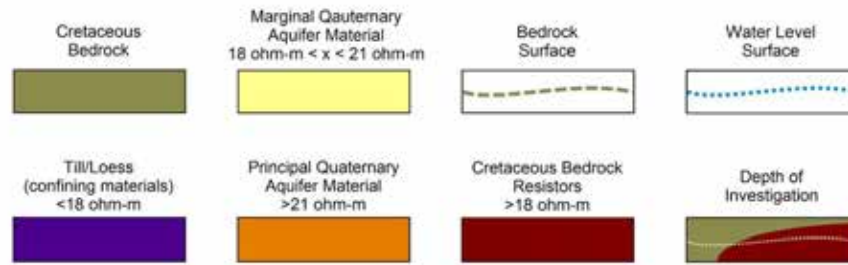 Cretaceous
Bedrock
Marginal Qauternary
Aquifer Material
18 ohm-m < x < 21 ohm-m
Bedrock
Surface
Water Level
Surface
Till/Loess
(confining materials)
<18 ohm-m
Principal Quaternary
Aquifer Material
>21 ohm-m
Cretaceous Bedrock
Resistors
>18 ohm-m
Depth of
Investigation